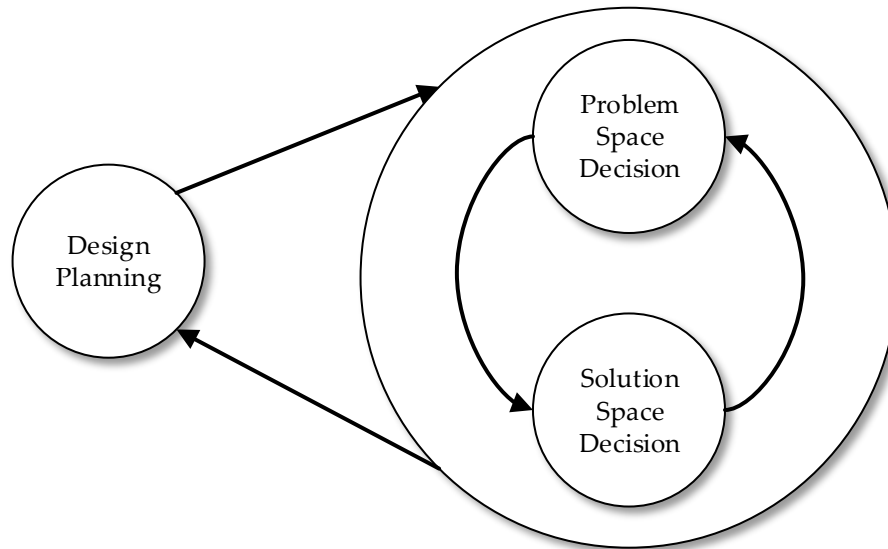 Problem
Space
Decision
Design
Planning
Solution
Space
Decision